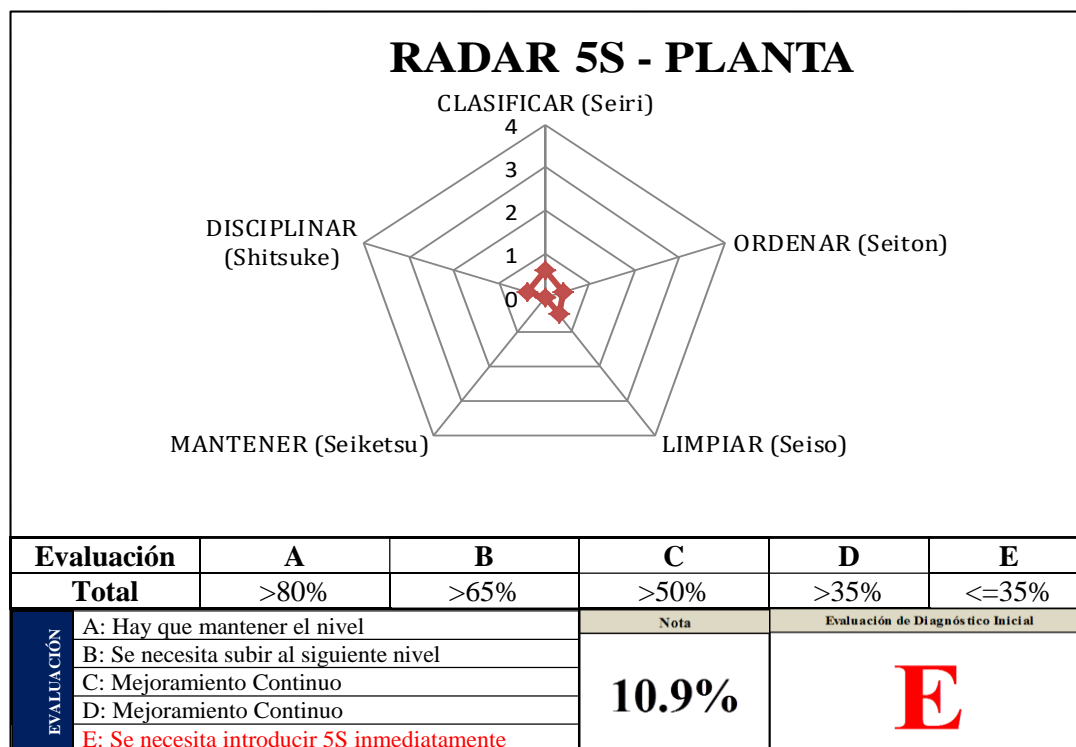 RADAR 5S - PLANTA
CLASIFICAR (Seiri)
4
3
2
1
0
DISCIPLINAR
(Shitsuke)
ORDENAR (Seiton)
MANTENER (Seiketsu)
LIMPIAR (Seiso)
Evaluación A B C D E
Total >80% >65% >50% >35% <=35%
EVALUACIÓN
A: Hay que mantener el nivel
B: Se necesita subir al siguiente nivel
C: Mejoramiento Continuo
D: Mejoramiento Continuo
E: Se necesita introducir 5S inmediatamente
Nota
10.9%
Evaluación de Diagnóstico Inicial
E